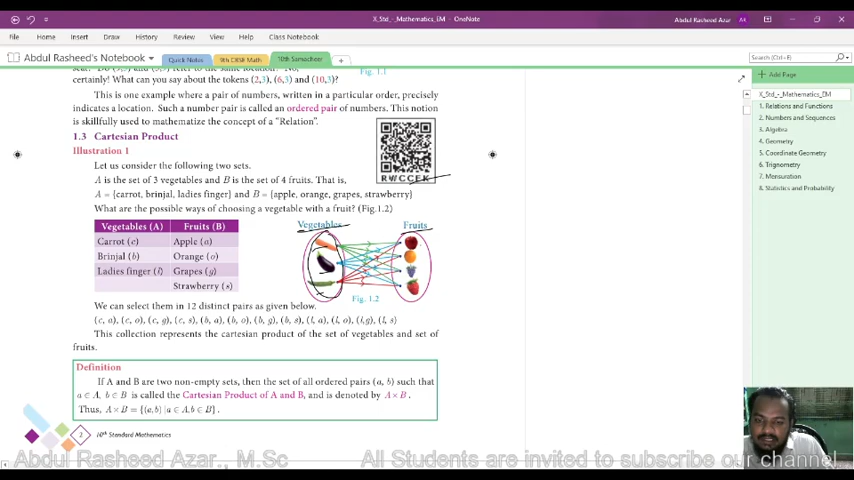 X_Std_-_Mathematics_EM - OneNote
Abdul Rasheed Azar
AR
File Home Insert Draw History Review View Help Class Notebook
Abdul Rasheed's Notebook
Quick Notes 9th CBSE Math 10th Samacheer +
Search (Ctrl+E)
certainly! What can you say about the tokens (2,3), (6,3) and (10,3)?
Fig. 1.1
This is one example where a pair of numbers, written in a particular order, precisely
indicates a location. Such a number pair is called an ordered pair of numbers. This notion
is skillfully used to mathematize the concept of a "Relation".
1.3 Cartesian Product
Illustration 1
Let us consider the following two sets.
A is the set of 3 vegetables and B is the set of 4 fruits. That is,
RWCCEK
A = {carrot, brinjal, ladies finger} and B = {apple, orange, grapes, strawberry}
What are the possible ways of choosing a vegetable with a fruit? (Fig.1.2)
Vegetables (A) Fruits (B)
Carrot (c) Apple (a)
Brinjal (b) Orange (o)
Ladies finger (l) Grapes (g)
Strawberry (s)
Vegetables Fruits
Fig. 1.2
We can select them in 12 distinct pairs as given below.
(c, a), (c, o), (c, g), (c, s), (b, a), (b, o), (b, g), (b, s), (l, a), (l, o), (l,g), (l, s)
This collection represents the cartesian product of the set of vegetables and set of
fruits.
Definition
If A and B are two non-empty sets, then the set of all ordered pairs (a, b) such that
a ∈ A, b ∈ B is called the Cartesian Product of A and B, and is denoted by A×B .
Thus, A×B = {(a,b) |a ∈ A,b ∈ B} .
2 10th Standard Mathematics
Add Page
X_Std_-_Mathematics_EM
1. Relations and Functions
2. Numbers and Sequences
3. Algebra
4. Geometry
5. Coordinate Geometry
6. Trigonometry
7. Mensuration
8. Statistics and Probability
Abdul Rasheed Azar., M.Sc All Students are invited to subscribe our channel